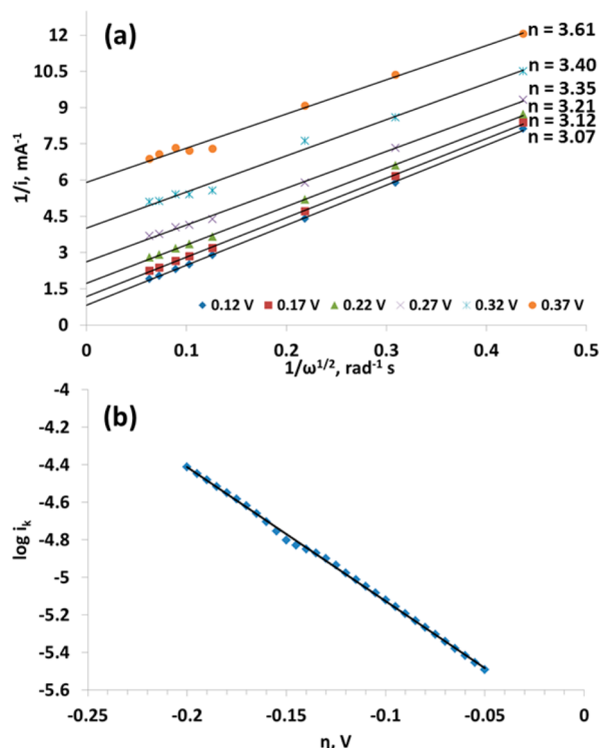 (a)
12
10.5
9
7.5
6
4.5
3
1.5
0
1/i, mA⁻¹
n = 3.61
n = 3.40
n = 3.35
n = 3.21
n = 3.12
n = 3.07
0.12 V 0.17 V 0.22 V 0.27 V 0.32 V 0.37 V
0 0.1 0.2 0.3 0.4 0.5
1/ω¹ᐟ², rad⁻¹ s
(b)
-4
-4.2
-4.4
-4.6
-4.8
-5
-5.2
-5.4
-5.6
log iₖ
-0.25 -0.2 -0.15 -0.1 -0.05 0
n, V